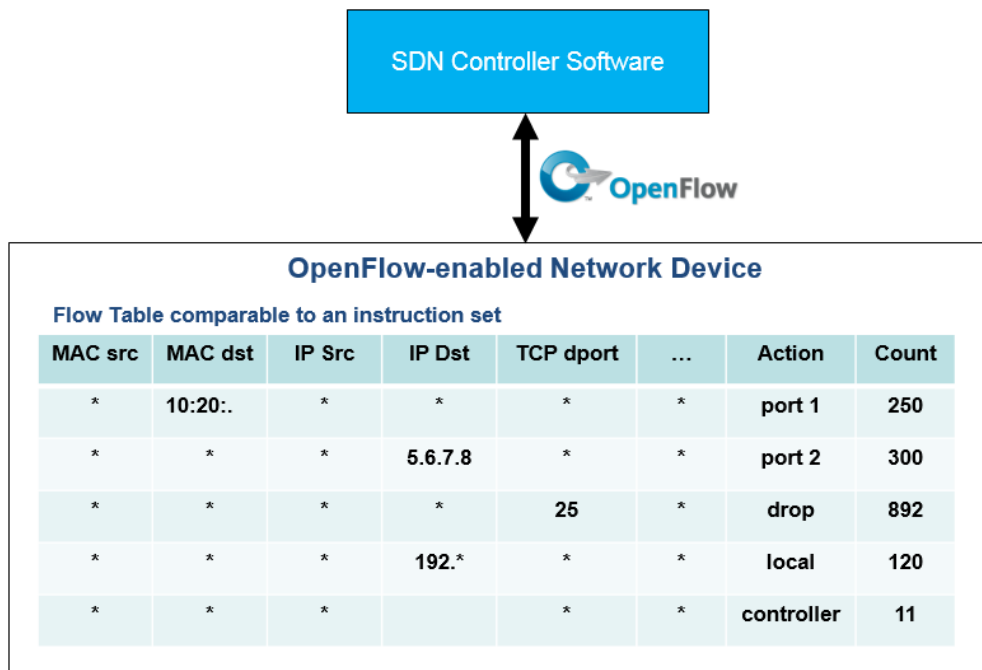 SDN Controller Software
OpenFlow
TM
OpenFlow-enabled Network Device
Flow Table comparable to an instruction set
MAC src MAC dst IP Src IP Dst TCP dport ... Action Count
* 10:20:. * * * * port 1 250
* * * 5.6.7.8 * * port 2 300
* * * * 25 * drop 892
* * * 192.* * * local 120
* * * * * controller 11